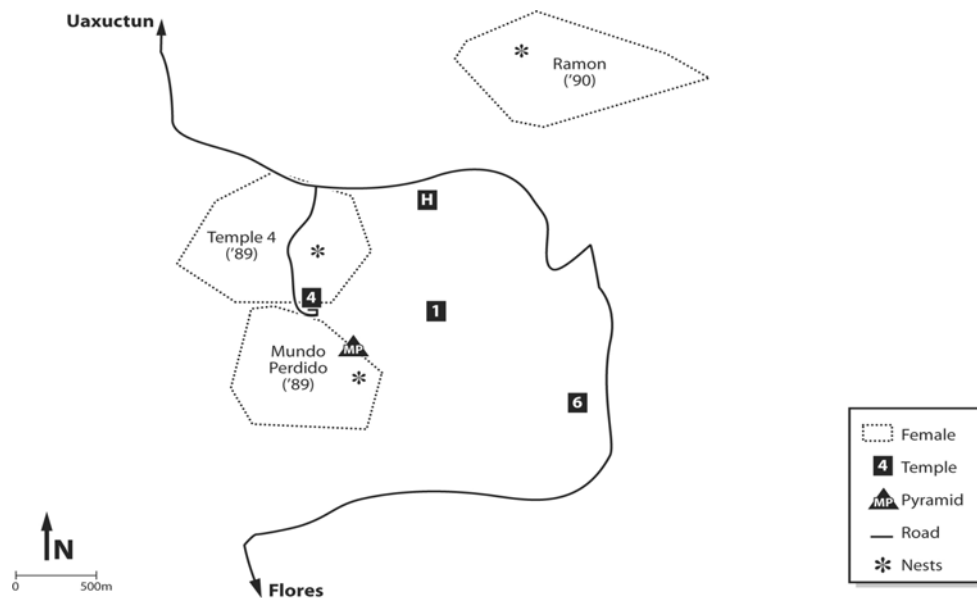 Uaxuctun
Ramon
('90)
H
Temple 4
('89)
4
1
Mundo
Perdido
('89)
MP
6
Female
4 Temple
MP Pyramid
Road
Nests
N
0 500m
Flores